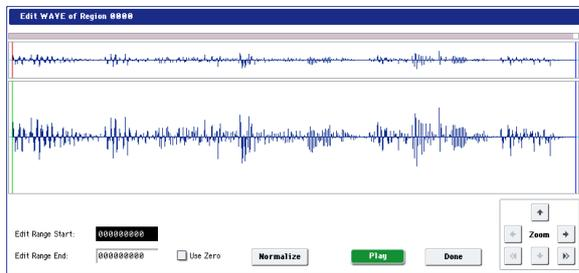 Edit WAVE of Region 0000
Edit Range Start: 000000000
Edit Range End: 000000000 Use Zero Normalize Play Done
Zoom